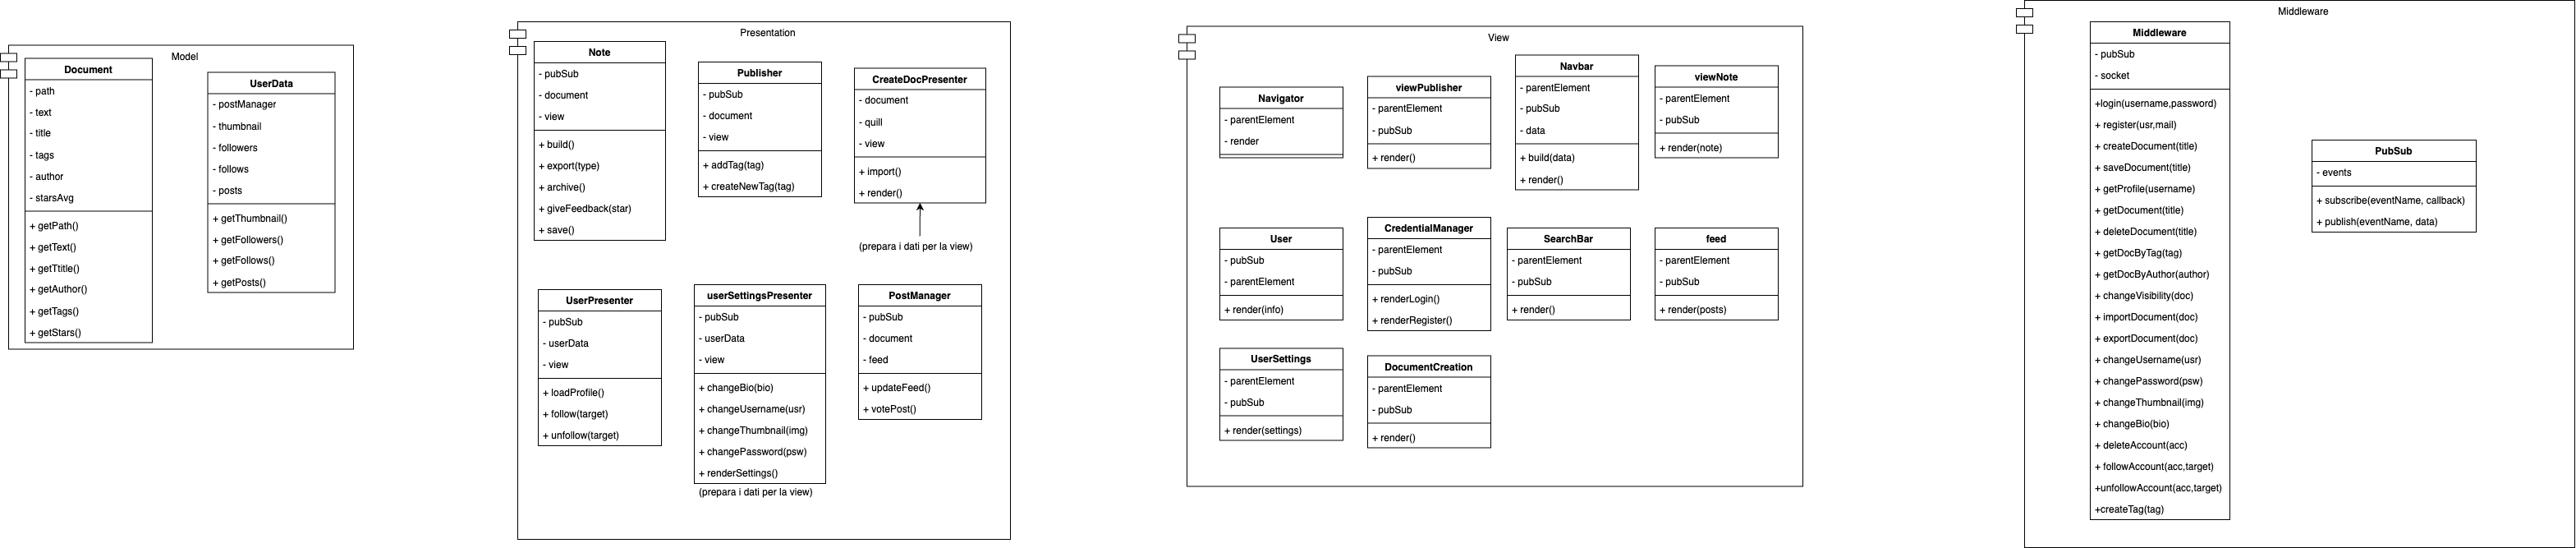 Model
Document
- path
- text
- title
- tags
- author
- starsAvg
+ getPath()
+ getText()
+ getTtitle()
+ getAuthor()
+ getTags()
+ getStars()
UserData
- postManager
- thumbnail
- followers
- follows
- posts
+ getThumbnail()
+ getFollowers()
+ getFollows()
+ getPosts()
Presentation
Note
- pubSub
- document
- view
+ build()
+ export(type)
+ archive()
+ giveFeedback(star)
+ save()
Publisher
- pubSub
- document
- view
+ addTag(tag)
+ createNewTag(tag)
CreateDocPresenter
- document
- quill
- view
+ import()
+ render()
(prepara i dati per la view)
UserPresenter
- pubSub
- userData
- view
+ loadProfile()
+ follow(target)
+ unfollow(target)
userSettingsPresenter
- pubSub
- userData
- view
+ changeBio(bio)
+ changeUsername(usr)
+ changeThumbnail(img)
+ changePassword(psw)
+ renderSettings()
(prepara i dati per la view)
PostManager
- pubSub
- document
- feed
+ updateFeed()
+ votePost()
View
Navigator
- parentElement
- render
viewPublisher
- parentElement
- pubSub
+ render()
Navbar
- parentElement
- pubSub
- data
+ build(data)
+ render()
viewNote
- parentElement
- pubSub
+ render(note)
User
- pubSub
- parentElement
+ render(info)
CredentialManager
- parentElement
- pubSub
+ renderLogin()
+ renderRegister()
SearchBar
- parentElement
- pubSub
+ render()
feed
- parentElement
- pubSub
+ render(posts)
UserSettings
- parentElement
- pubSub
+ render(settings)
DocumentCreation
- parentElement
- pubSub
+ render()
Middleware
Middleware
- pubSub
- socket
+login(username,password)
+ register(usr,mail)
+ createDocument(title)
+ saveDocument(title)
+ getProfile(username)
+ getDocument(title)
+ deleteDocument(title)
+ getDocByTag(tag)
+ getDocByAuthor(author)
+ changeVisibility(doc)
+ importDocument(doc)
+ exportDocument(doc)
+ changeUsername(usr)
+ changePassword(psw)
+ changeThumbnail(img)
+ changeBio(bio)
+ deleteAccount(acc)
+ followAccount(acc,target)
+unfollowAccount(acc,target)
+createTag(tag)
PubSub
- events
+ subscribe(eventName, callback)
+ publish(eventName, data)